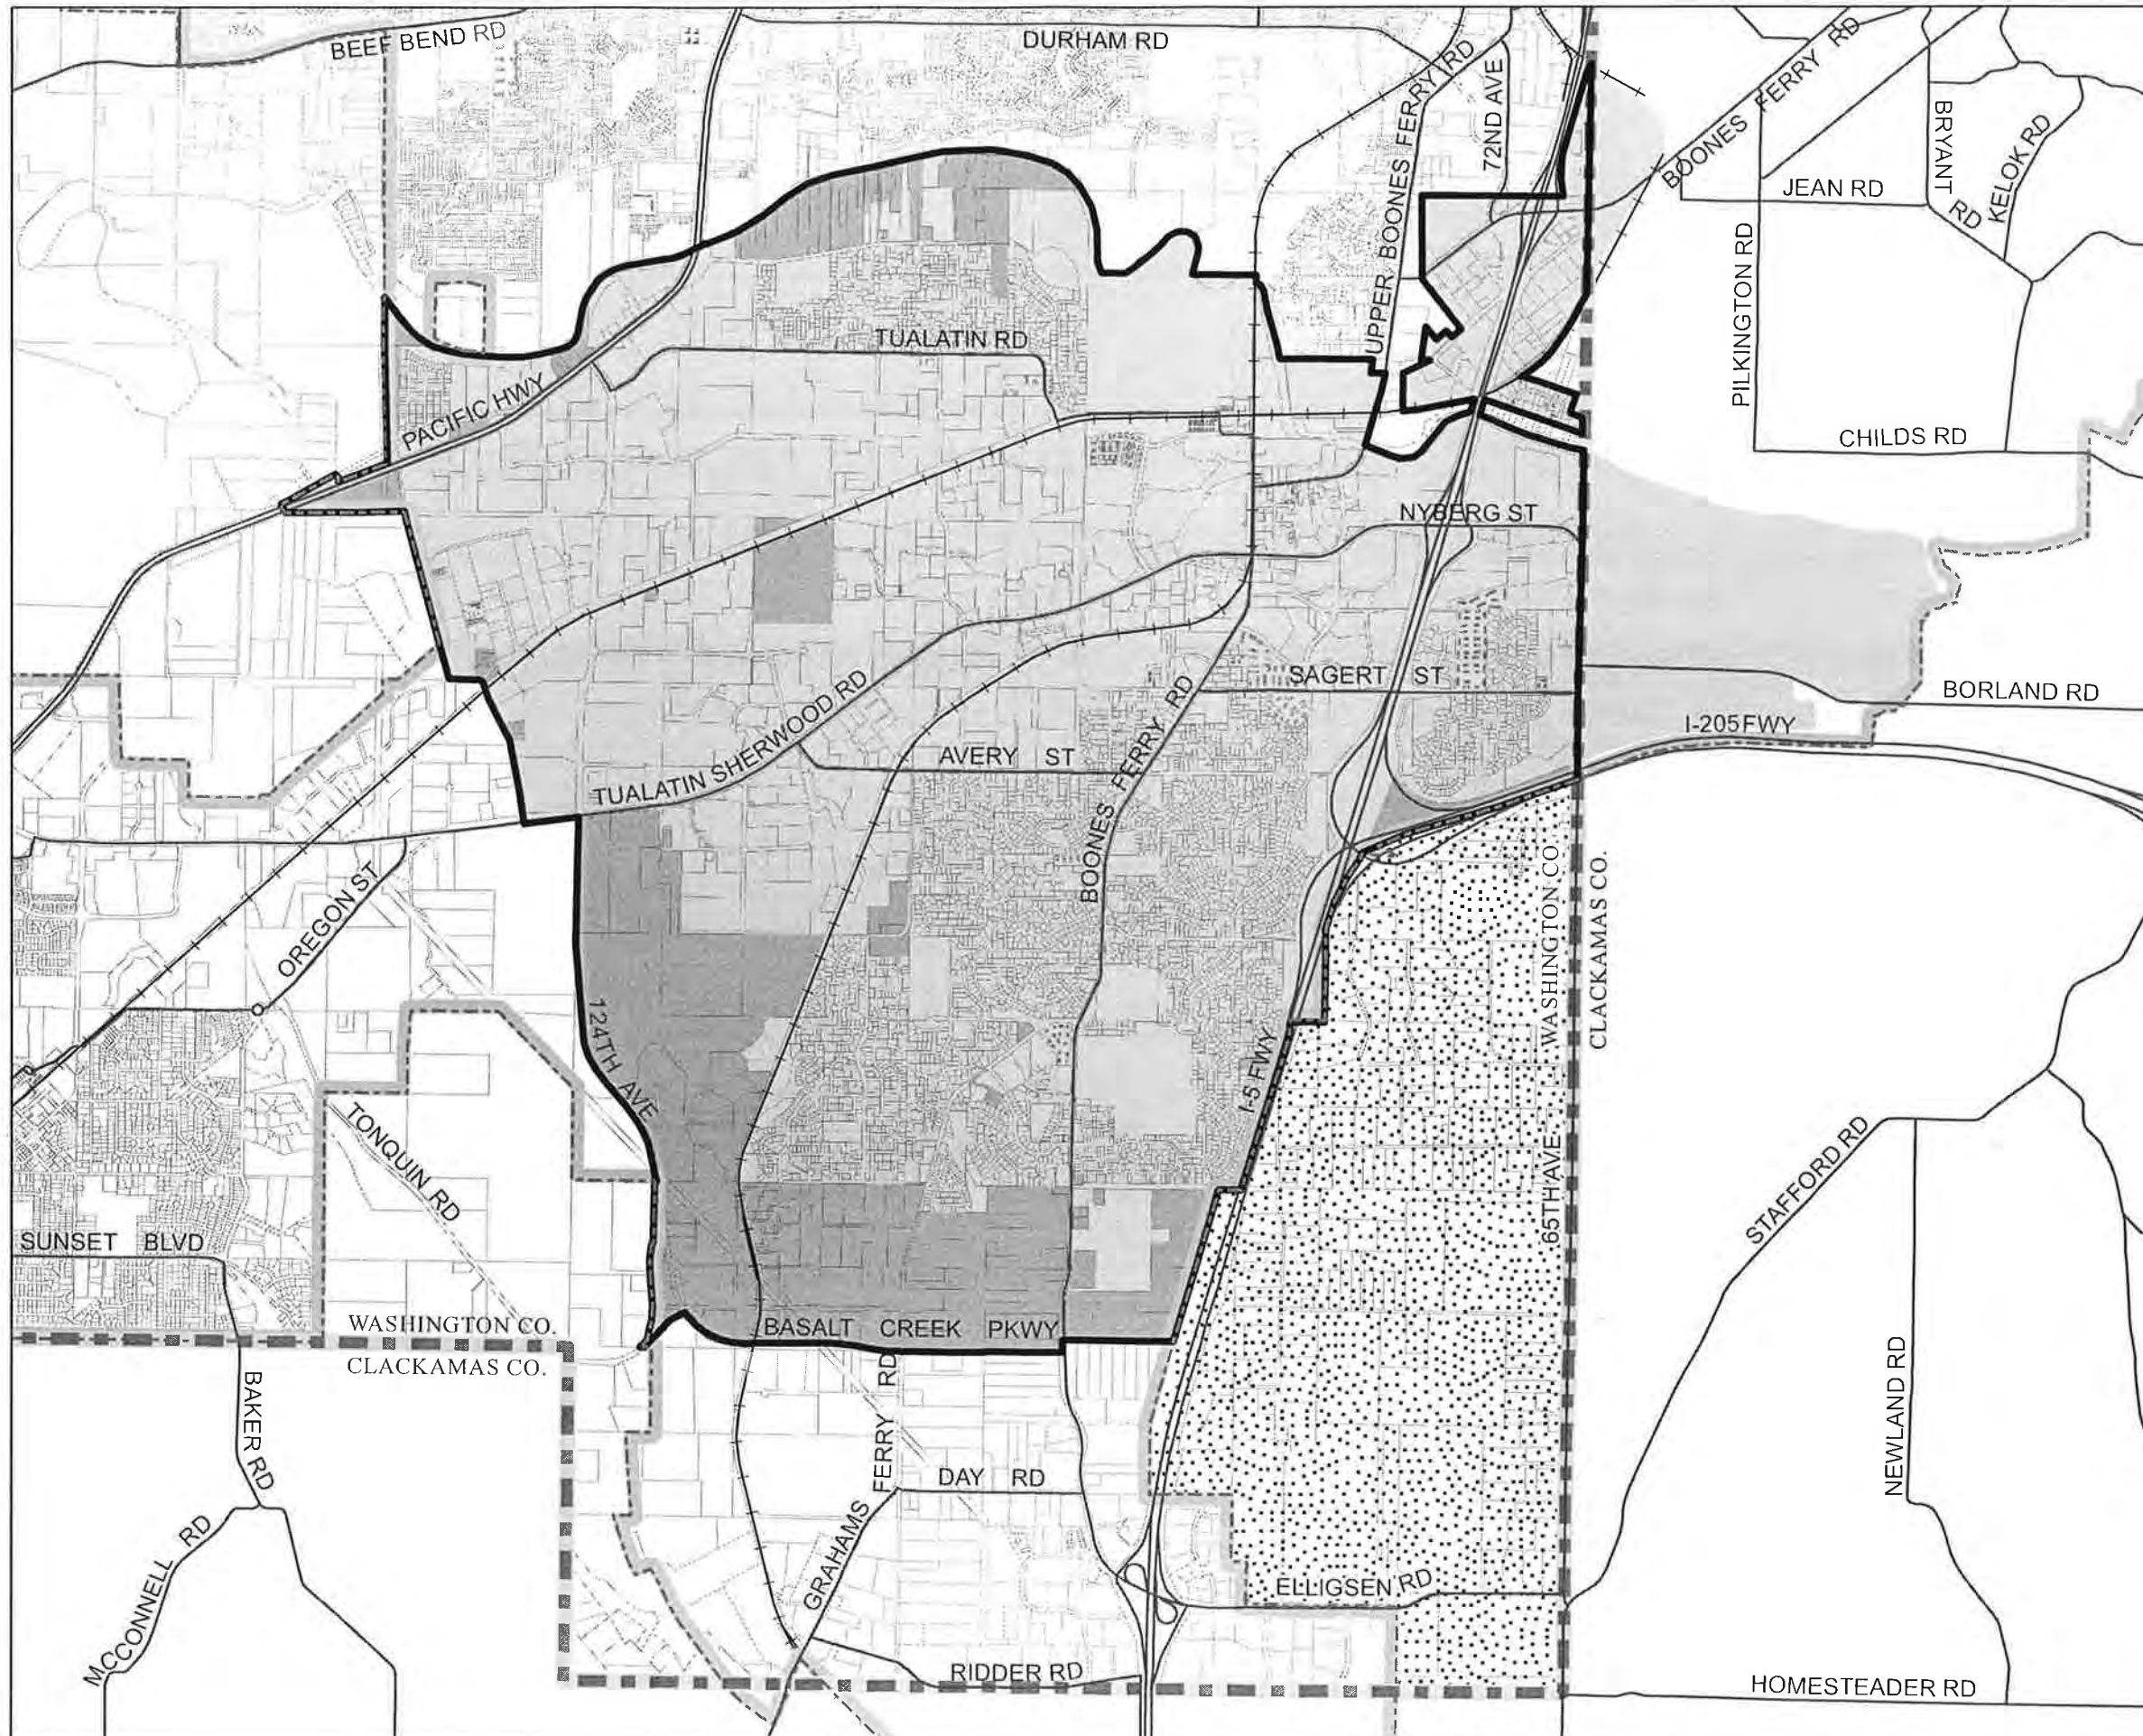 BEEF BEND RD
DURHAM RD
UPPER BOONES FERRY RD
72ND AVE
BOONES FERRY RD
BRYANT RD
KELOK RD
JEAN RD
PILKINGTON RD
TUALATIN RD
PACIFIC HWY
CHILDS RD
NYBERG ST
SAGERT ST
BORLAND RD
I-205 FWY
TUALATIN SHERWOOD RD
AVERY ST
BOONES FERRY RD
WASHINGTON CO.
CLACKAMAS CO.
OREGON ST
124TH AVE
I-5 FWY
TONQUIN RD
65TH AVE
STAFFORD RD
SUNSET BLVD
WASHINGTON CO.
CLACKAMAS CO.
BASALT CREEK PKWY
BAKER RD
GRAHAMS FERRY RD
DAY RD
NEWLAND RD
MCCONNELL RD
ELLIGSEN RD
RIDDER RD
HOMESTEADER RD